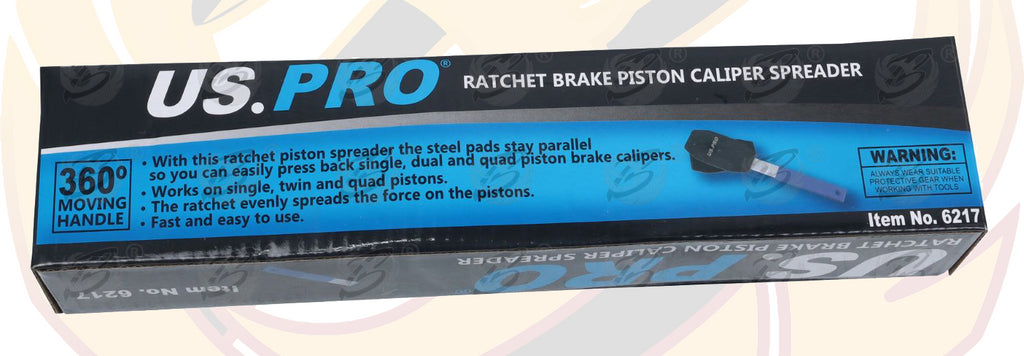 US.PRO® RATCHET BRAKE PISTON CALIPER SPREADER
360º
MOVING
HANDLE
• With this ratchet piston spreader the steel pads stay parallel
so you can easily press back single, dual and quad piston brake calipers.
• Works on single, twin and quad pistons.
• The ratchet evenly spreads the force on the pistons.
• Fast and easy to use.
US.PRO
WARNING:
ALWAYS WEAR SUITABLE
PROTECTIVE GEAR WHEN
WORKING WITH TOOLS
Item No. 6217
US.PRO® RATCHET BRAKE PISTON CALIPER SPREADER
Item No. 6217